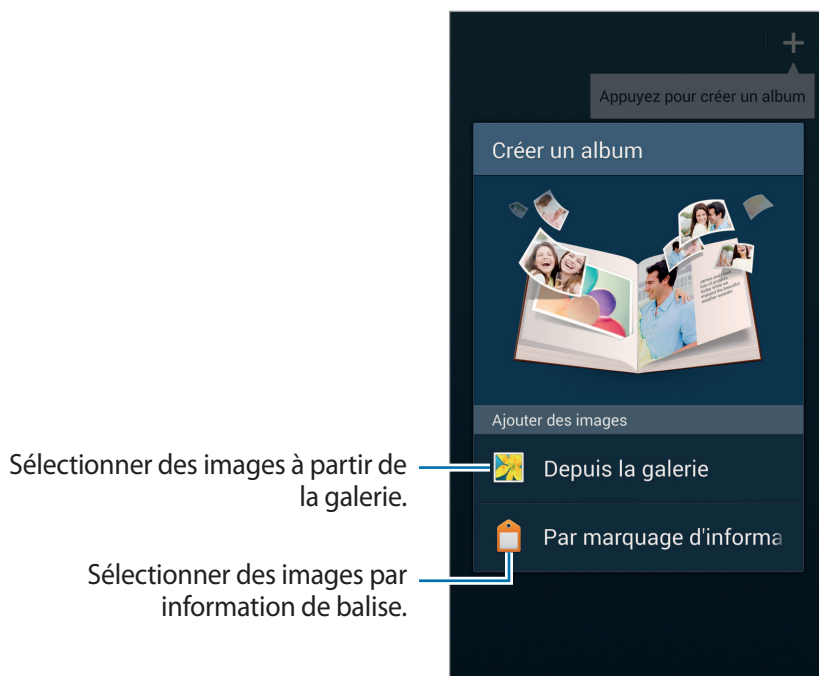 Appuyez pour créer un album
Créer un album
Ajouter des images
Sélectionner des images à partir de
la galerie.
Depuis la galerie
Par marquage d'informa
Sélectionner des images par
information de balise.